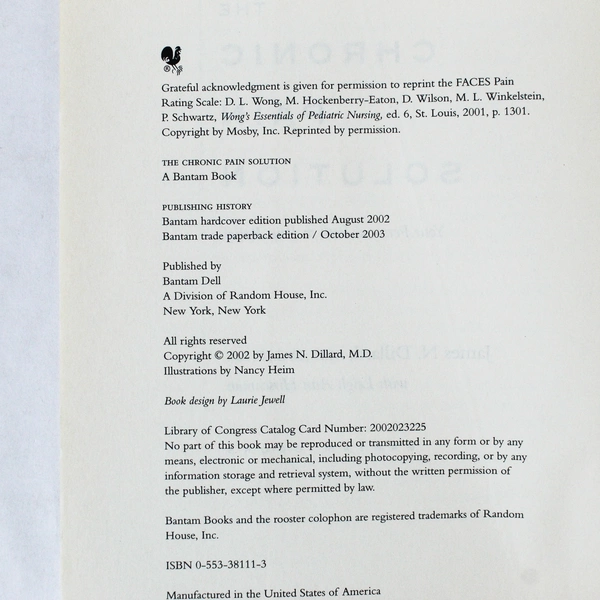 Grateful acknowledgment is given for permission to reprint the FACES Pain
Rating Scale: D. L. Wong, M. Hockenberry-Eaton, D. Wilson, M. L. Winkelstein,
P. Schwartz, Wong's Essentials of Pediatric Nursing, ed. 6, St. Louis, 2001, p. 1301.
Copyright by Mosby, Inc. Reprinted by permission.
THE CHRONIC PAIN SOLUTION
A Bantam Book
PUBLISHING HISTORY
Bantam hardcover edition published August 2002
Bantam trade paperback edition / October 2003
Published by
Bantam Dell
A Division of Random House, Inc.
New York, New York
All rights reserved
Copyright © 2002 by James N. Dillard, M.D.
Illustrations by Nancy Heim
Book design by Laurie Jewell
Library of Congress Catalog Card Number: 2002023225
No part of this book may be reproduced or transmitted in any form or by any
means, electronic or mechanical, including photocopying, recording, or by any
information storage and retrieval system, without the written permission of
the publisher, except where permitted by law.
Bantam Books and the rooster colophon are registered trademarks of Random
House, Inc.
ISBN 0-553-38111-3
Manufactured in the United States of America